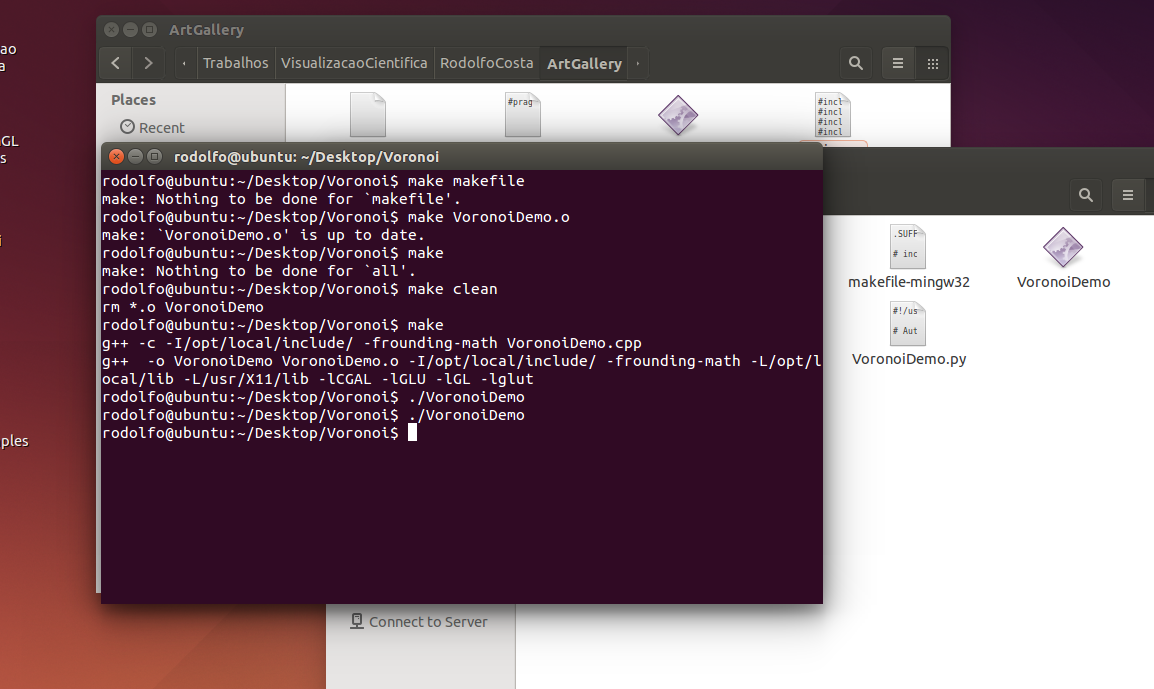 ArtGallery
Trabalhos VisualizacaoCientifica RodolfoCosta ArtGallery
Places
Recent
#prag
#incl
#incl
#incl
#incl
ao
a
GL
s
i
ples
rodolfo@ubuntu: ~/Desktop/Voronoi
rodolfo@ubuntu:~/Desktop/Voronoi$ make makefile
make: Nothing to be done for `makefile'.
rodolfo@ubuntu:~/Desktop/Voronoi$ make VoronoiDemo.o
make: `VoronoiDemo.o' is up to date.
rodolfo@ubuntu:~/Desktop/Voronoi$ make
make: Nothing to be done for `all'.
rodolfo@ubuntu:~/Desktop/Voronoi$ make clean
rm *.o VoronoiDemo
rodolfo@ubuntu:~/Desktop/Voronoi$ make
g++ -c -I/opt/local/include/ -frounding-math VoronoiDemo.cpp
g++  -o VoronoiDemo VoronoiDemo.o -I/opt/local/include/ -frounding-math -L/opt/l
ocal/lib -L/usr/X11/lib -lCGAL -lGLU -lGL -lglut
rodolfo@ubuntu:~/Desktop/Voronoi$ ./VoronoiDemo
rodolfo@ubuntu:~/Desktop/Voronoi$ ./VoronoiDemo
rodolfo@ubuntu:~/Desktop/Voronoi$
.SUFF
# inc
makefile-mingw32
VoronoiDemo
#!/us
# Aut
VoronoiDemo.py
Connect to Server